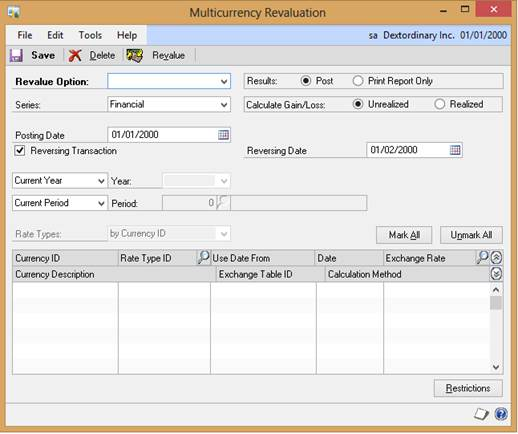 Multicurrency Revaluation
File Edit Tools Help sa Dextordinary Inc. 01/01/2000
Save Delete Revalue
Revalue Option: Results: Post Print Report Only
Series: Financial Calculate Gain/Loss: Unrealized Realized
Posting Date 01/01/2000
Reversing Transaction Reversing Date 01/02/2000
Current Year Year:
Current Period Period: 0
Rate Types: by Currency ID Mark All Unmark All
Currency ID Rate Type ID Use Date From Date Exchange Rate
Currency Description Exchange Table ID Calculation Method
Restrictions